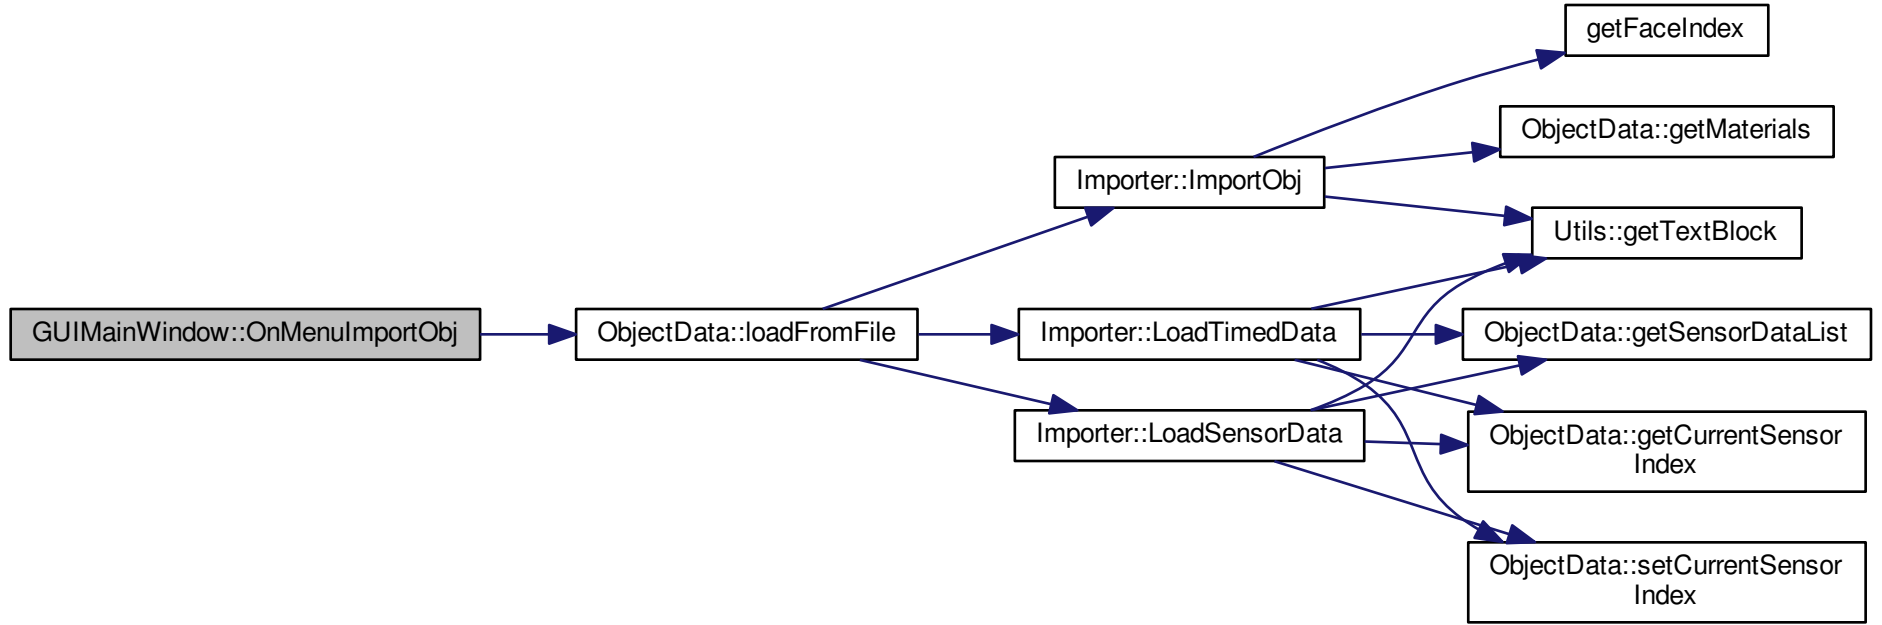 GUIMainWindow::OnMenuImportObj
ObjectData::loadFromFile
Importer::ImportObj
Importer::LoadTimedData
Importer::LoadSensorData
getFaceIndex
ObjectData::getMaterials
Utils::getTextBlock
ObjectData::getSensorDataList
ObjectData::getCurrentSensor
Index
ObjectData::setCurrentSensor
Index